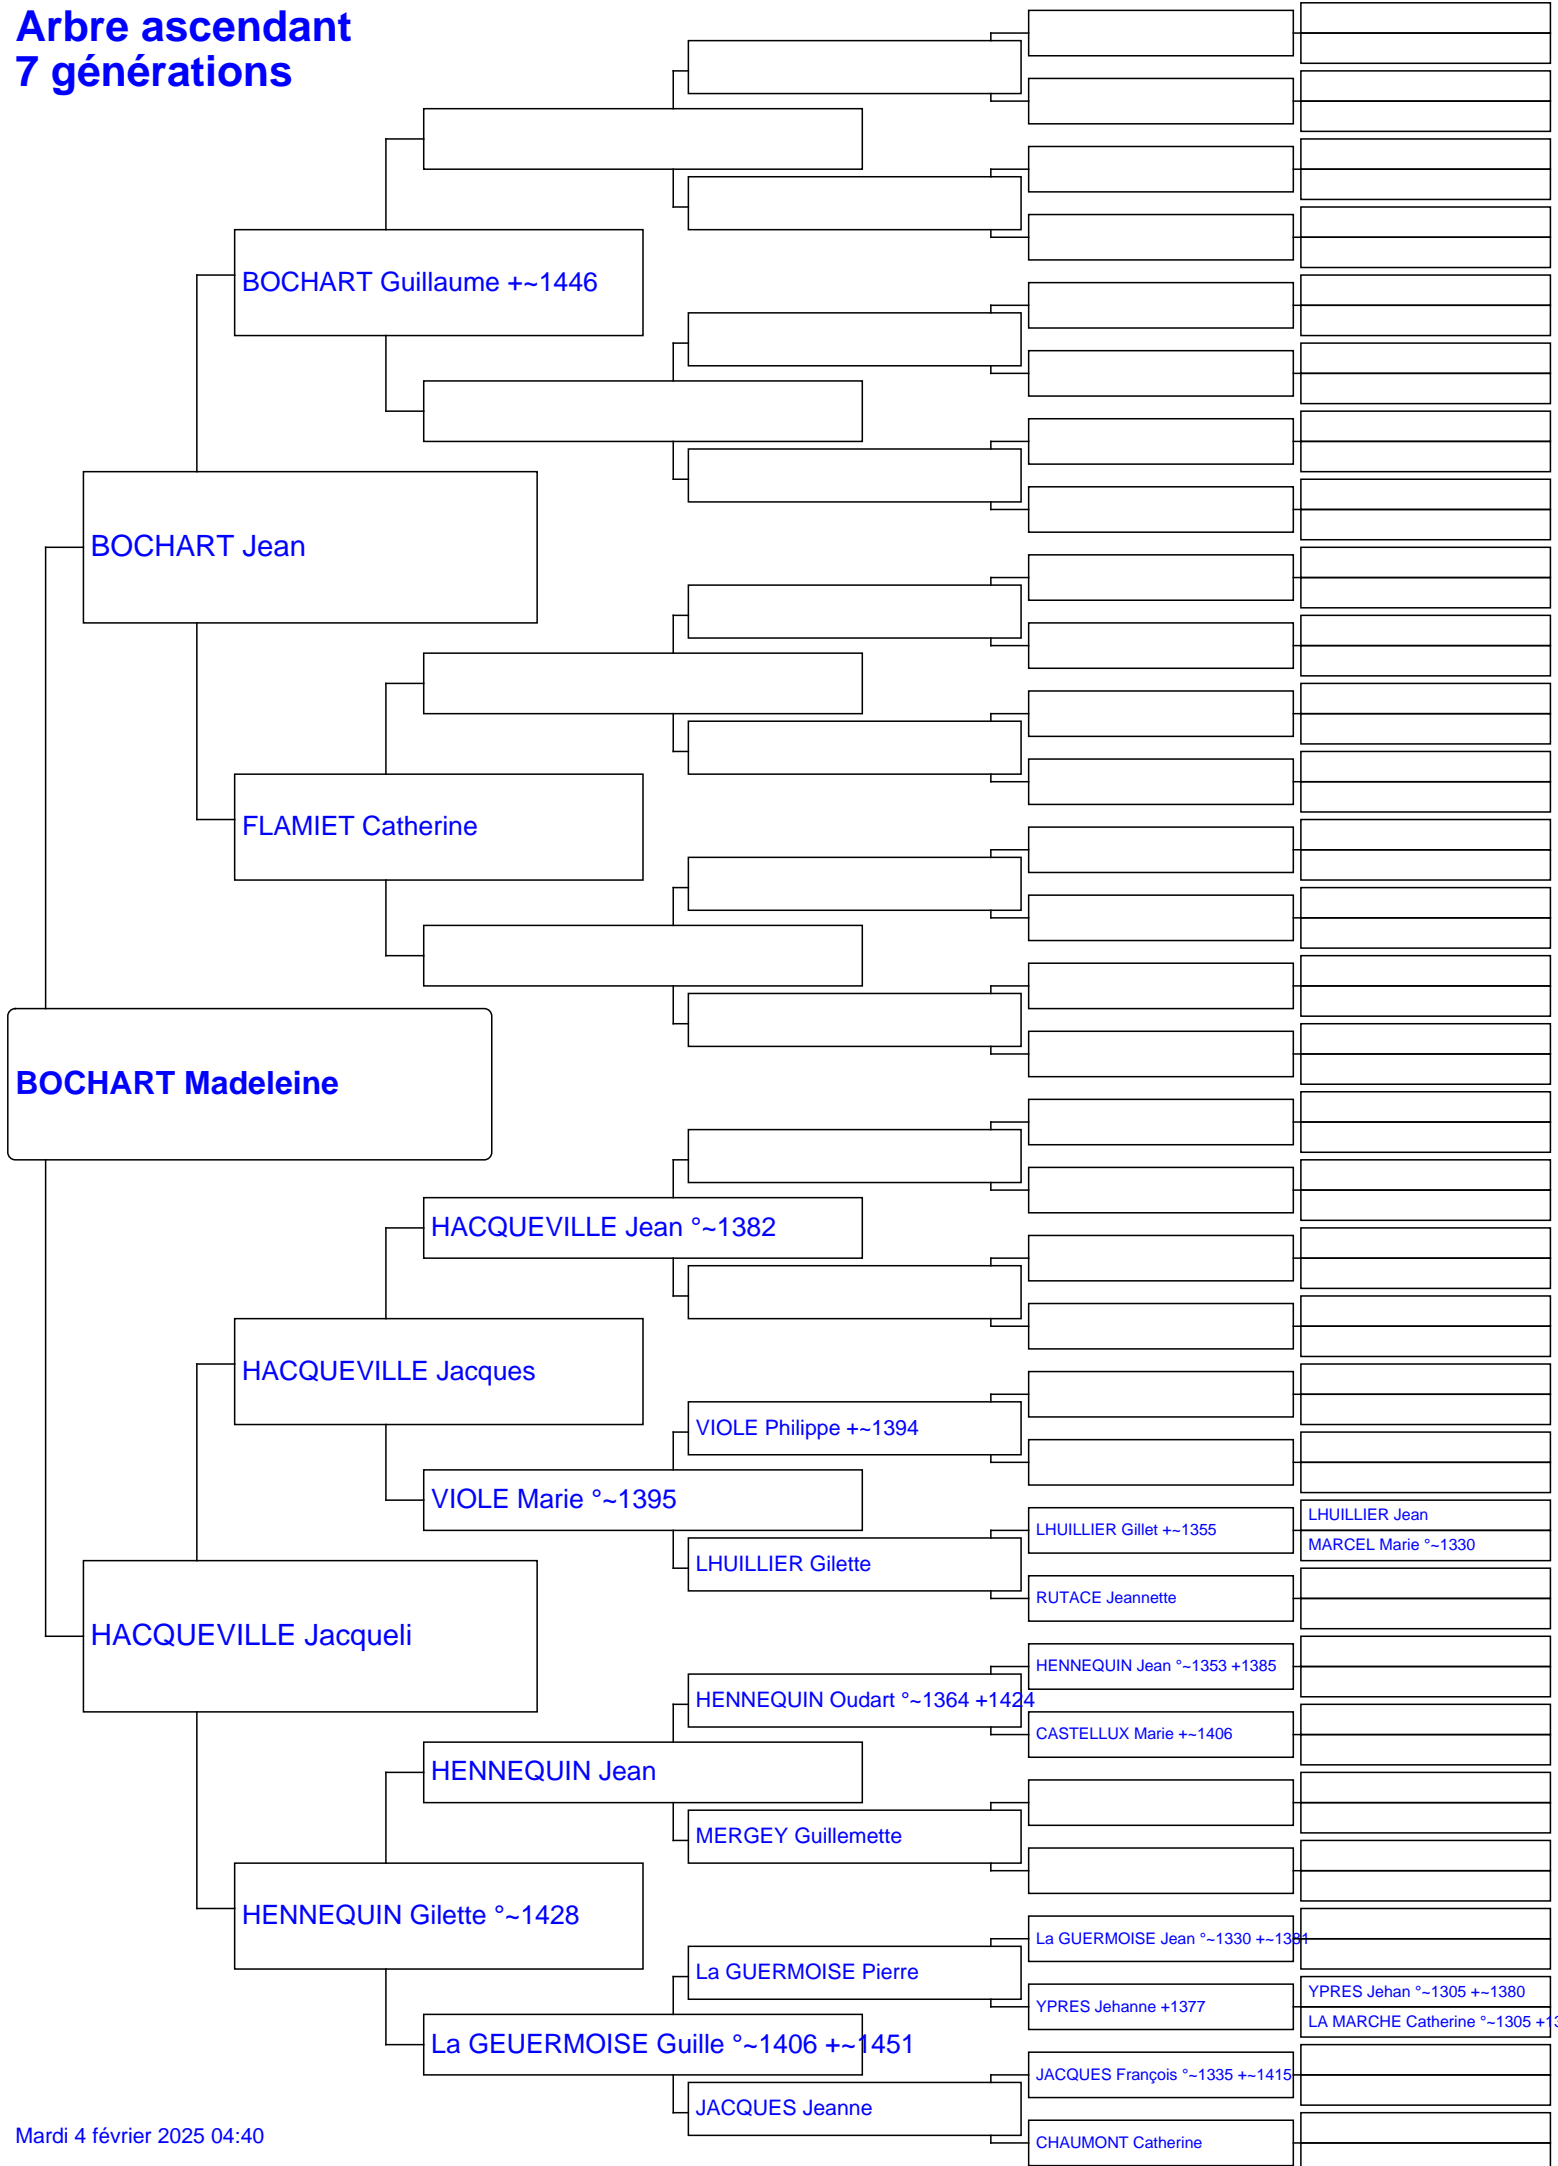 Arbre ascendant
7 générations
BOCHART Guillaume +~1446
BOCHART Jean
FLAMIET Catherine
BOCHART Madeleine
HACQUEVILLE Jean °~1382
HACQUEVILLE Jacques
VIOLE Philippe +~1394
VIOLE Marie °~1395
LHUILLIER Jean
LHUILLIER Gillet +~1355
MARCEL Marie °~1330
LHUILLIER Gilette
RUTACE Jeannette
HACQUEVILLE Jacqueli
HENNEQUIN Jean °~1353 +1385
HENNEQUIN Oudart °~1364 +1424
CASTELLUX Marie +~1406
HENNEQUIN Jean
MERGEY Guillemette
HENNEQUIN Gilette °~1428
La GUERMOISE Jean °~1330 +~1381
La GUERMOISE Pierre
YPRES Jehan °~1305 +~1380
YPRES Jehanne +1377
LA MARCHE Catherine °~1305
La GEUERMOISE Guille °~1406 +~1451
JACQUES François °~1335 +~1415
JACQUES Jeanne
CHAUMONT Catherine
Mardi 4 février 2025 04:40